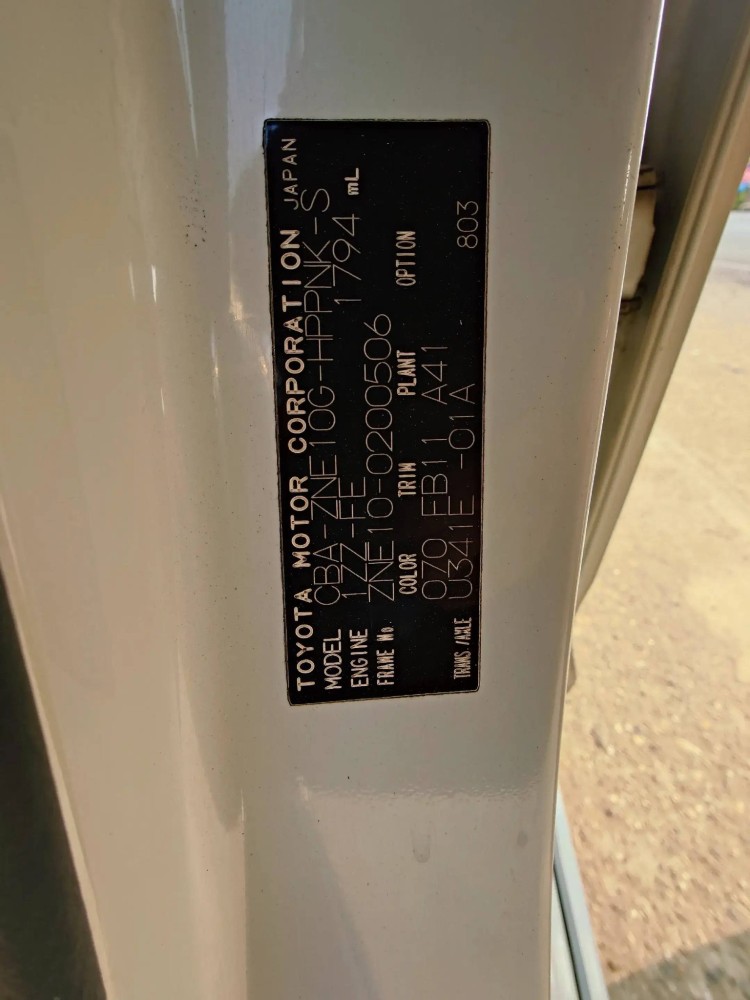 TOYOTA MOTOR CORPORATION JAPAN
MODEL CBA-ZNE10G-HPPNK-S
ENGINE 1ZZ-FE 1794 mL
FRAME No. ZNE10-0200506
COLOR TRIM PLANT OPTION
070 FB11 A41
TRANS/AXLE U341E -01A 803